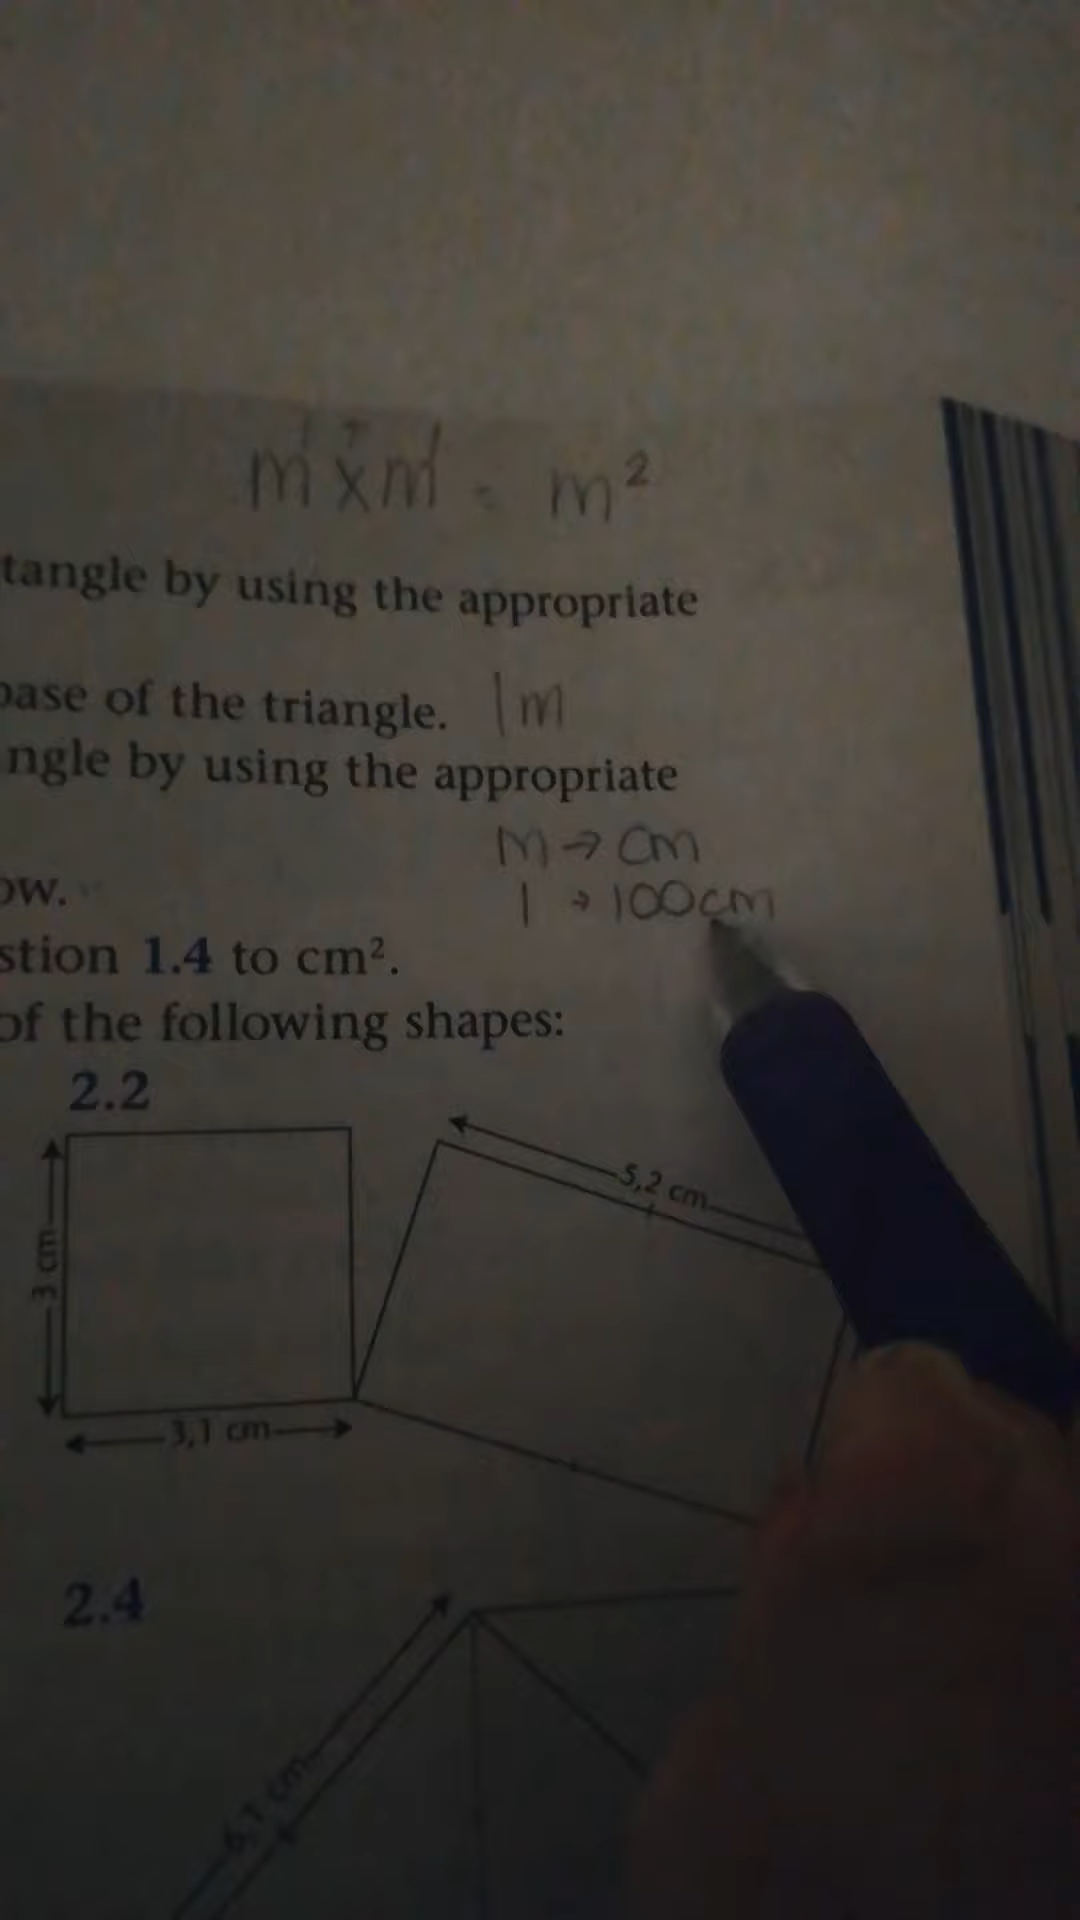 m x m = m²
tangle by using the appropriate
base of the triangle. 1m
ngle by using the appropriate
m → cm
ow.
1 → 100cm
stion 1.4 to cm².
of the following shapes:
2.2
5,2 cm
3 cm
3,1 cm
2.4
cm